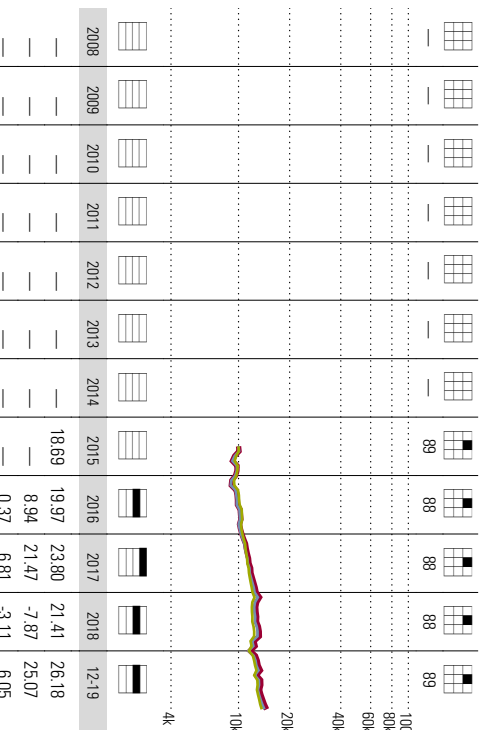 — — — — — — — 89 88 88 88 89
100
80k
60k
40k
20k
10k
4k
2008 2009 2010 2011 2012 2013 2014 2015 2016 2017 2018 12-19
— — — — — — — 18.69 19.97 23.80 21.41 26.18
— — — — — — — — 8.94 21.47 -7.87 25.07
— — — — — — — — 0.37 6.81 -3.11 6.05